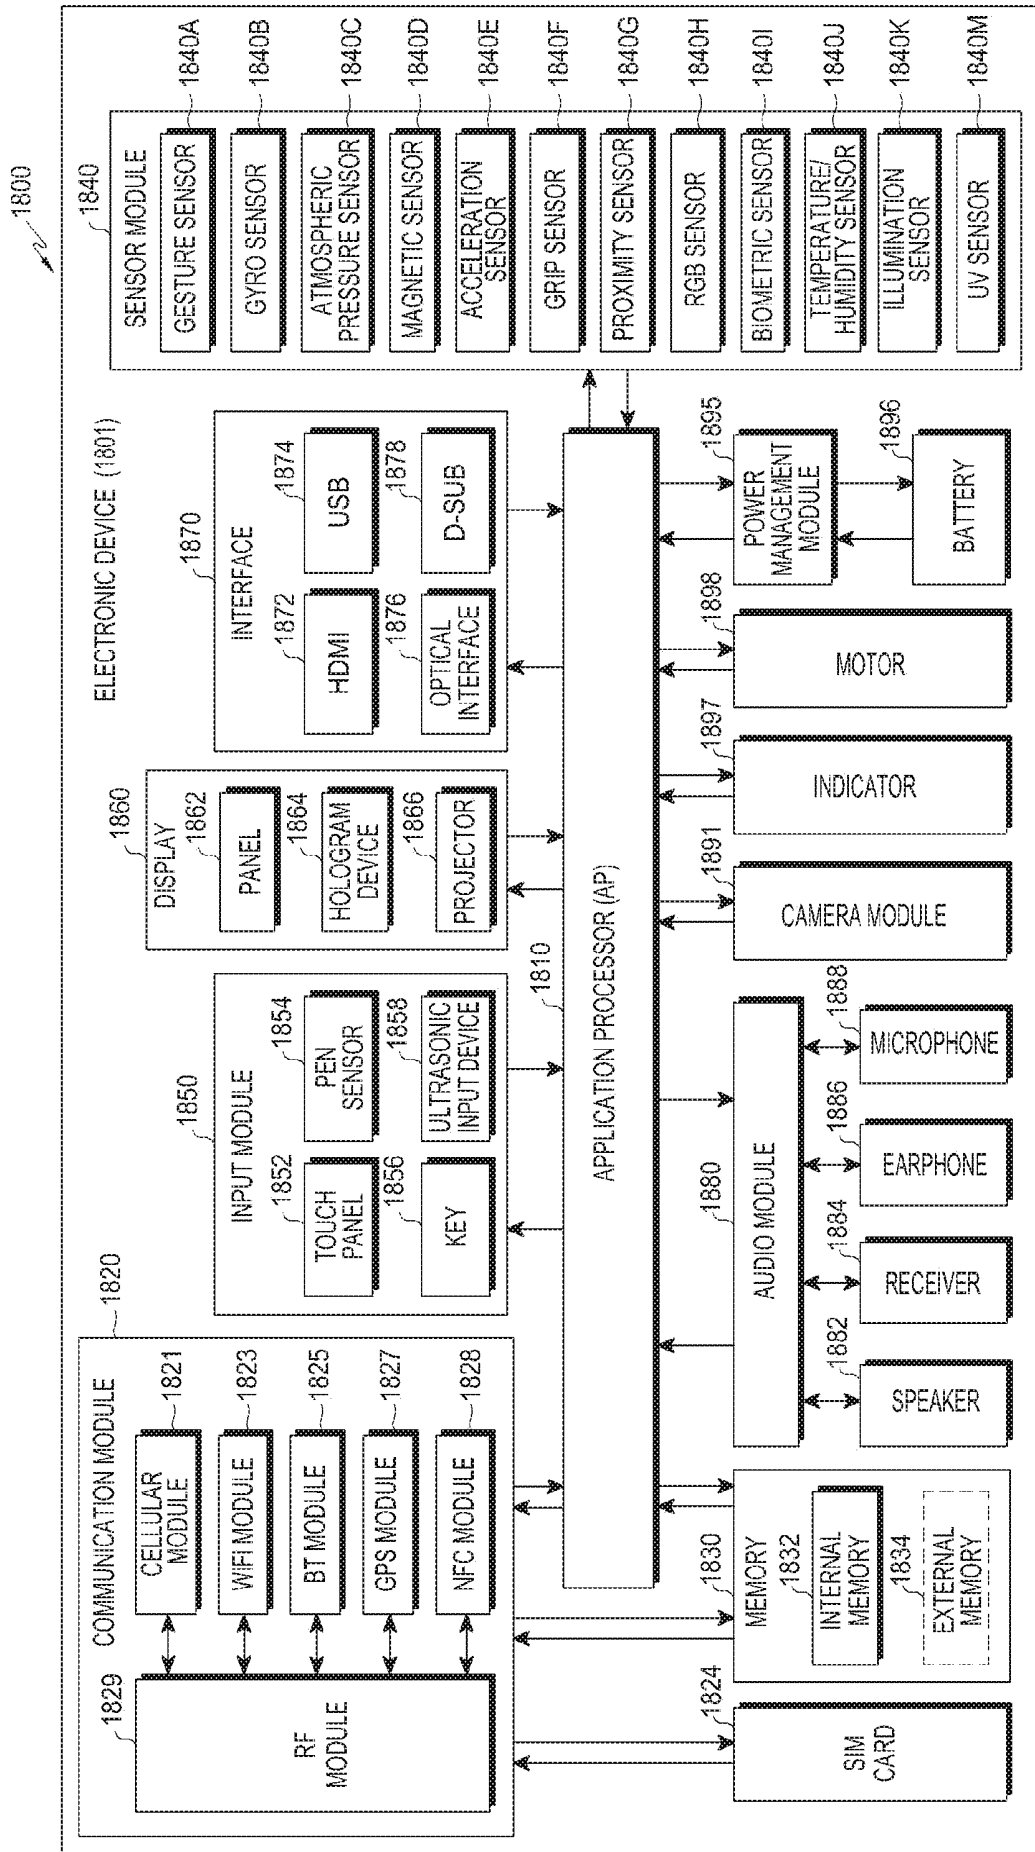 1800
ELECTRONIC DEVICE (1801)
COMMUNICATION MODULE
1820
1829
RF
MODULE
CELLULAR
MODULE
1821
WIFI MODULE
1823
BT MODULE
1825
GPS MODULE
1827
NFC MODULE
1828
1850
INPUT MODULE
1852
TOUCH
PANEL
1854
PEN
SENSOR
1856
KEY
1858
ULTRASONIC
INPUT DEVICE
1860
DISPLAY
1862
PANEL
1864
HOLOGRAM
DEVICE
1866
PROJECTOR
1870
INTERFACE
1872
HDMI
1874
USB
1876
OPTICAL
INTERFACE
1878
D-SUB
1840
SENSOR MODULE
GESTURE SENSOR
1840A
GYRO SENSOR
1840B
ATMOSPHERIC
PRESSURE SENSOR
1840C
MAGNETIC SENSOR
1840D
ACCELERATION
SENSOR
1840E
GRIP SENSOR
1840F
PROXIMITY SENSOR
1840G
RGB SENSOR
1840H
BIOMETRIC SENSOR
1840I
TEMPERATURE/
HUMIDITY SENSOR
1840J
ILLUMINATION
SENSOR
1840K
UV SENSOR
1840M
1810
APPLICATION PROCESSOR (AP)
1824
SIM
CARD
1830
MEMORY
1832
INTERNAL
MEMORY
1834
EXTERNAL
MEMORY
1880
AUDIO MODULE
1882
SPEAKER
1884
RECEIVER
1886
EARPHONE
1888
MICROPHONE
1891
CAMERA MODULE
1897
INDICATOR
1898
MOTOR
1895
POWER
MANAGEMENT
MODULE
1896
BATTERY